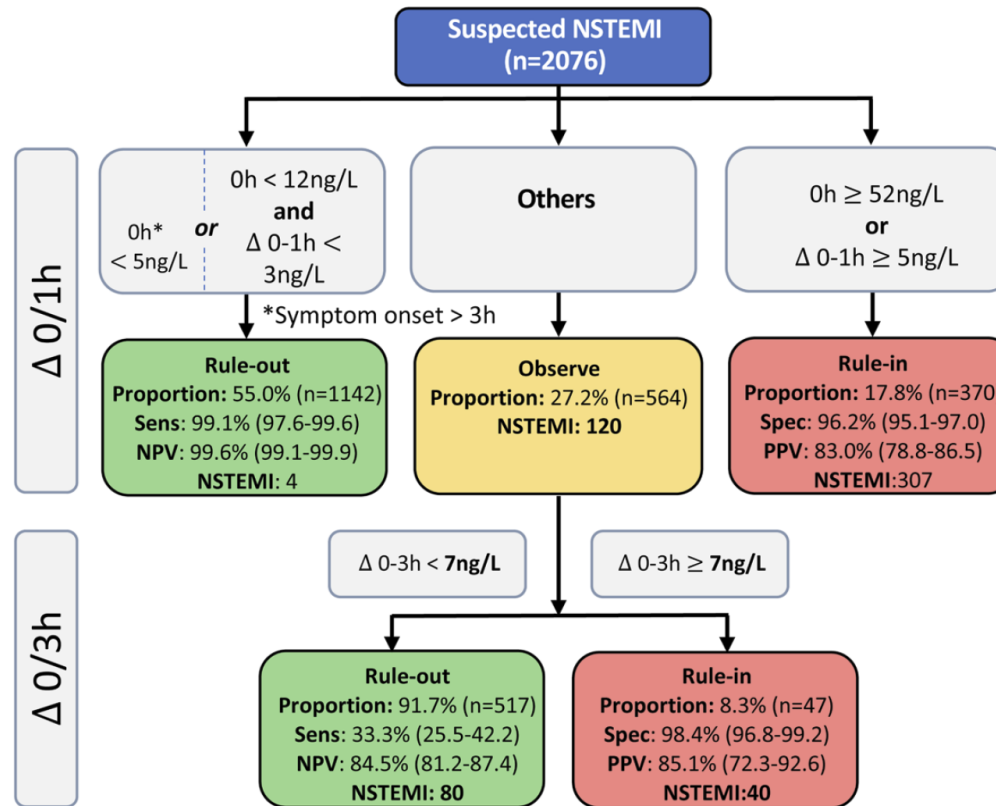 Suspected NSTEMI
(n=2076)
Δ 0/1h
0h*
< 5ng/L
or
0h < 12ng/L
and
Δ 0-1h <
3ng/L
Others
0h ≥ 52ng/L
or
Δ 0-1h ≥ 5ng/L
*Symptom onset > 3h
Rule-out
Proportion: 55.0% (n=1142)
Sens: 99.1% (97.6-99.6)
NPV: 99.6% (99.1-99.9)
NSTEMI: 4
Observe
Proportion: 27.2% (n=564)
NSTEMI: 120
Rule-in
Proportion: 17.8% (n=370)
Spec: 96.2% (95.1-97.0)
PPV: 83.0% (78.8-86.5)
NSTEMI:307
Δ 0/3h
Δ 0-3h < 7ng/L
Δ 0-3h ≥ 7ng/L
Rule-out
Proportion: 91.7% (n=517)
Sens: 33.3% (25.5-42.2)
NPV: 84.5% (81.2-87.4)
NSTEMI: 80
Rule-in
Proportion: 8.3% (n=47)
Spec: 98.4% (96.8-99.2)
PPV: 85.1% (72.3-92.6)
NSTEMI:40